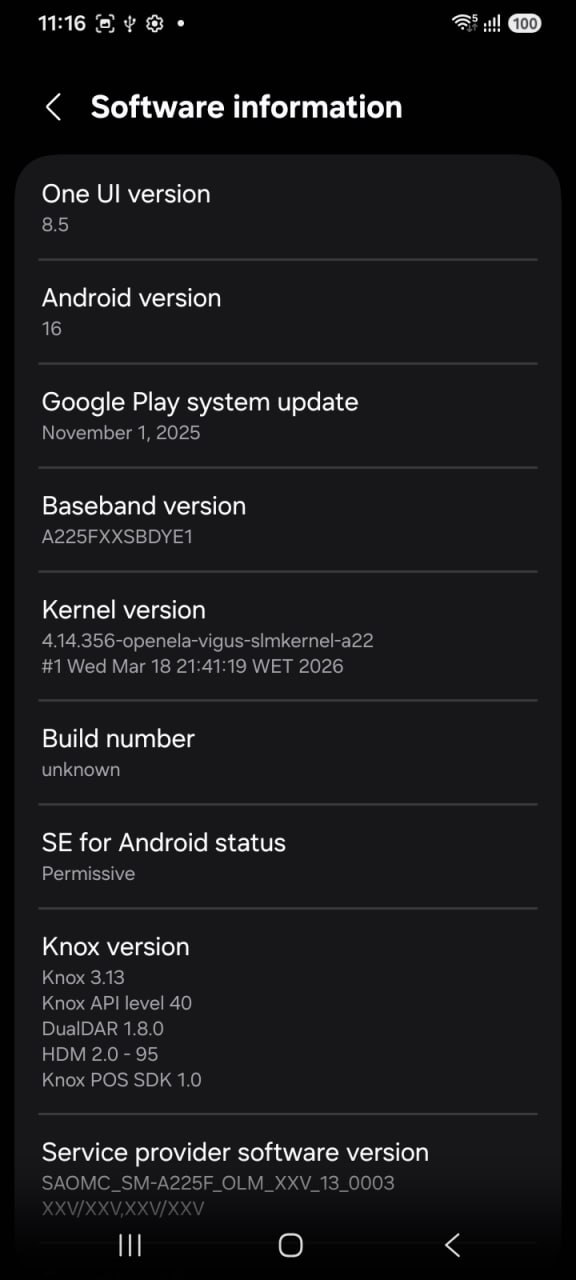 11:16
5
100
Software information
One UI version
8.5
Android version
16
Google Play system update
November 1, 2025
Baseband version
A225FXXSBDYE1
Kernel version
4.14.356-openela-vigus-slmkernel-a22
#1 Wed Mar 18 21:41:19 WET 2026
Build number
unknown
SE for Android status
Permissive
Knox version
Knox 3.13
Knox API level 40
DualDAR 1.8.0
HDM 2.0 - 95
Knox POS SDK 1.0
Service provider software version
SAOMC_SM-A225F_OLM_XXV_13_0003
XXV/XXV,XXV/XXV